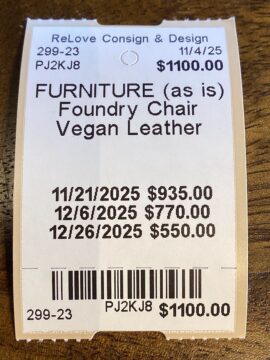 ReLove Consign & Design
299-23 11/4/25
PJ2KJ8 $1100.00
FURNITURE (as is)
Foundry Chair
Vegan Leather
11/21/2025 $935.00
12/6/2025 $770.00
12/26/2025 $550.00
299-23 PJ2KJ8 $1100.00